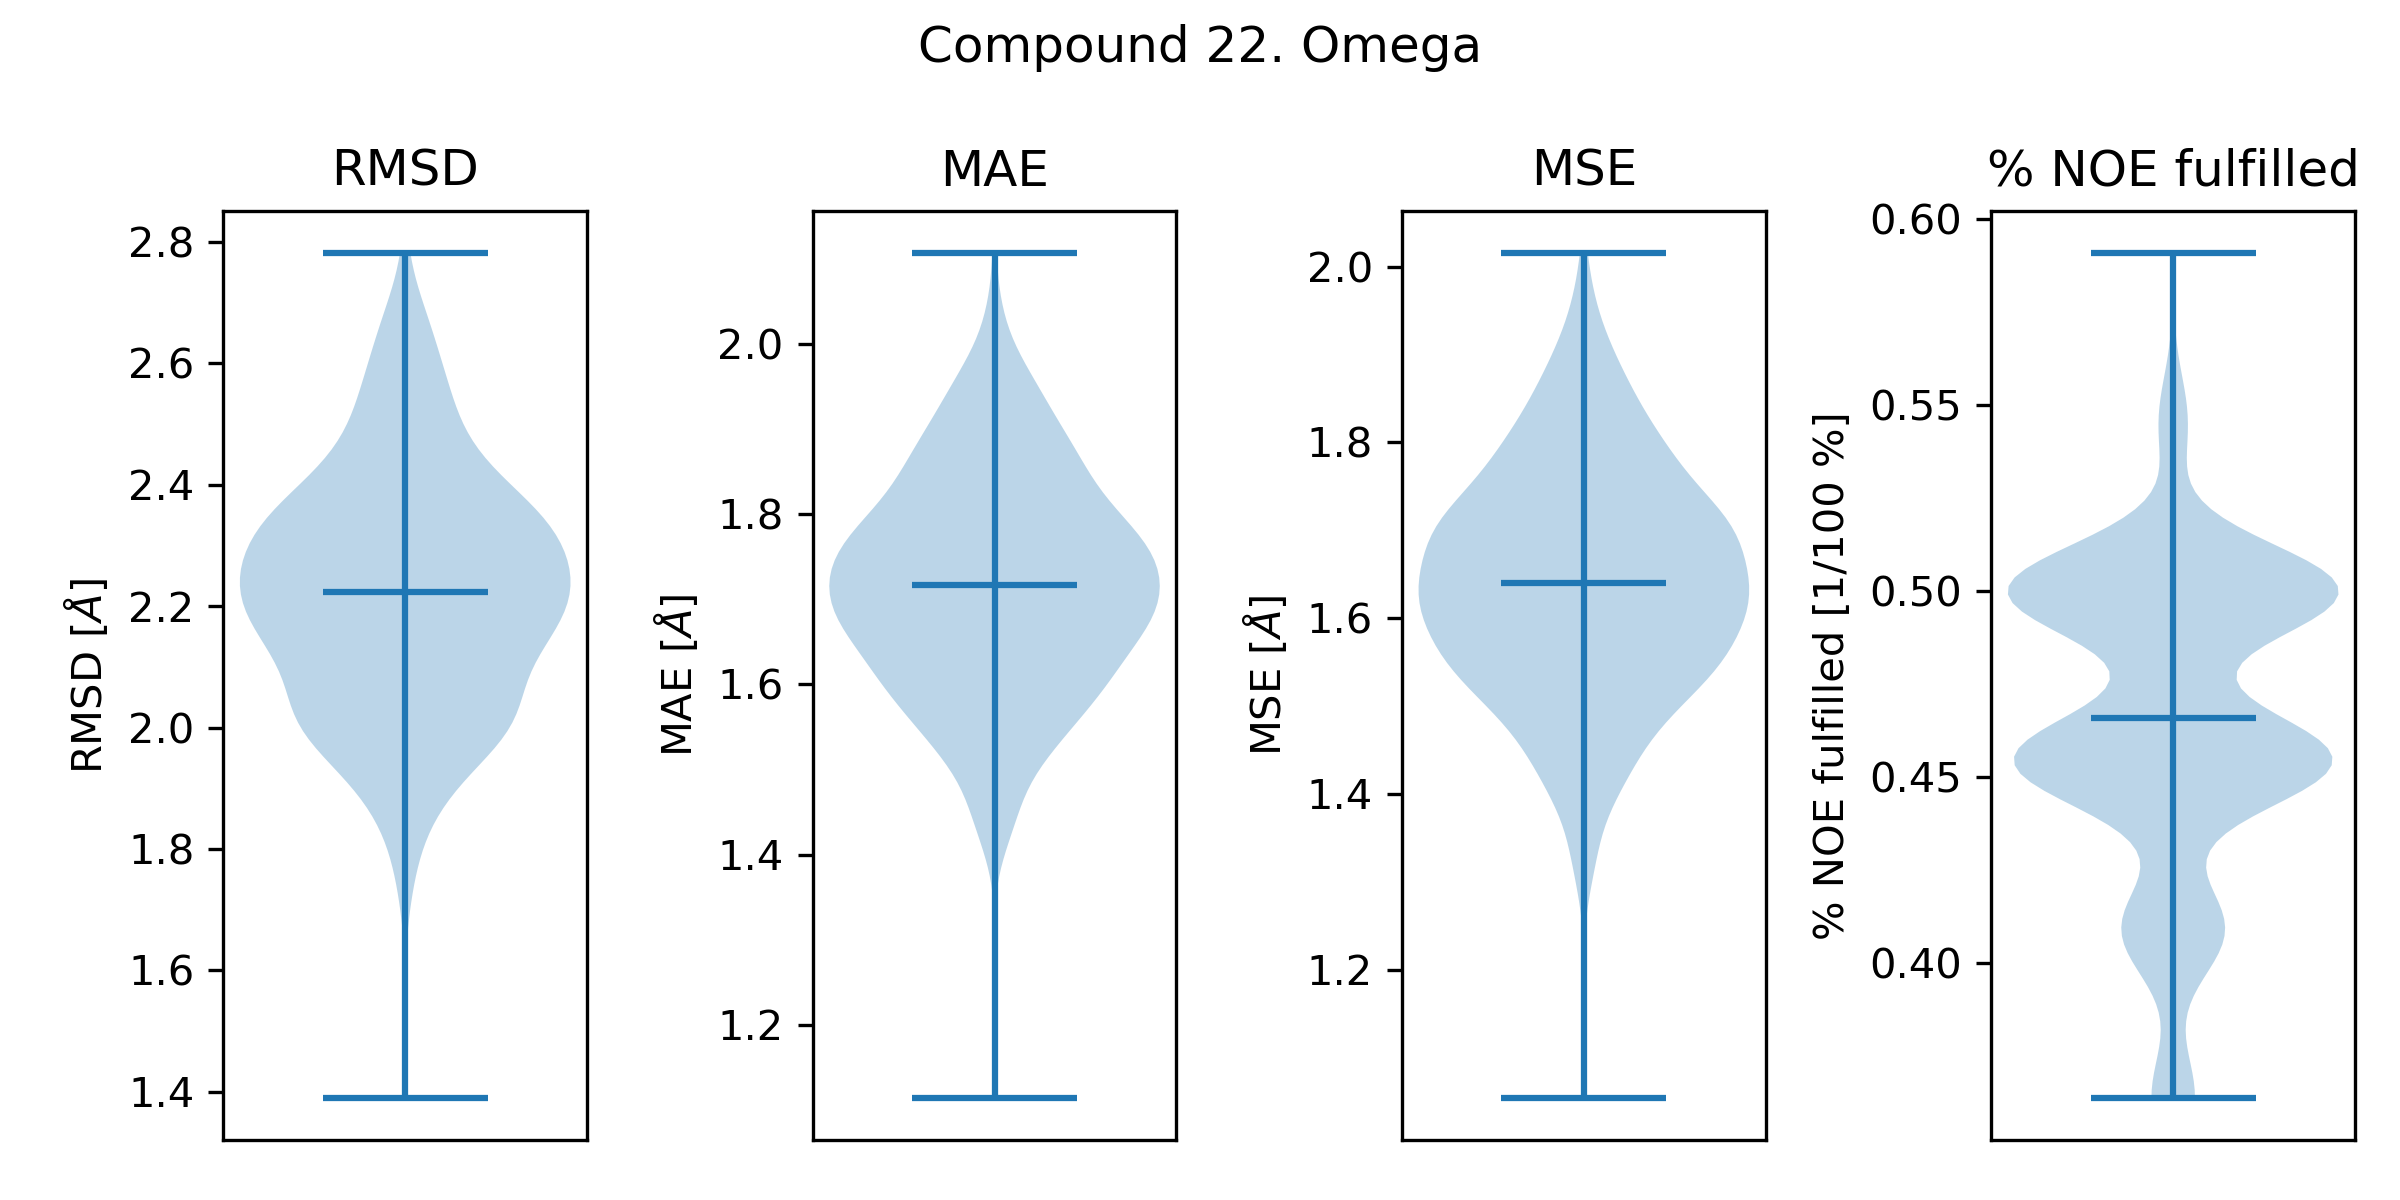 Compound 22. Omega
RMSD
MAE
MSE
% NOE fulfilled
RMSD [Å]
2.8
2.6
2.4
2.2
2.0
1.8
1.6
1.4
MAE [Å]
2.0
1.8
1.6
1.4
1.2
MSE [Å]
2.0
1.8
1.6
1.4
1.2
% NOE fulfilled [1/100 %]
0.60
0.55
0.50
0.45
0.40